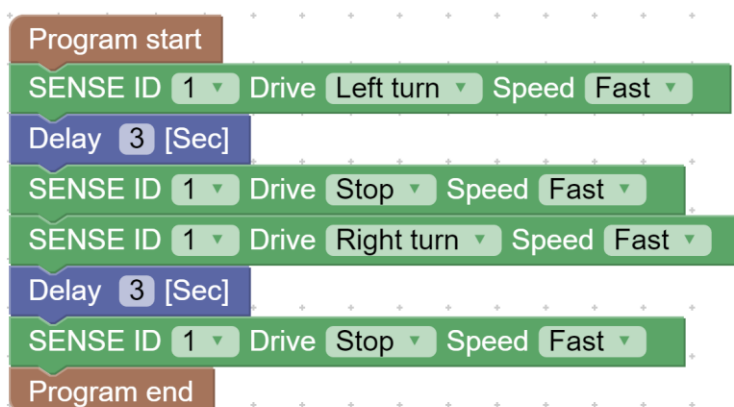 Program start
SENSE ID 1 Drive Left turn Speed Fast
Delay 3 [Sec]
SENSE ID 1 Drive Stop Speed Fast
SENSE ID 1 Drive Right turn Speed Fast
Delay 3 [Sec]
SENSE ID 1 Drive Stop Speed Fast
Program end